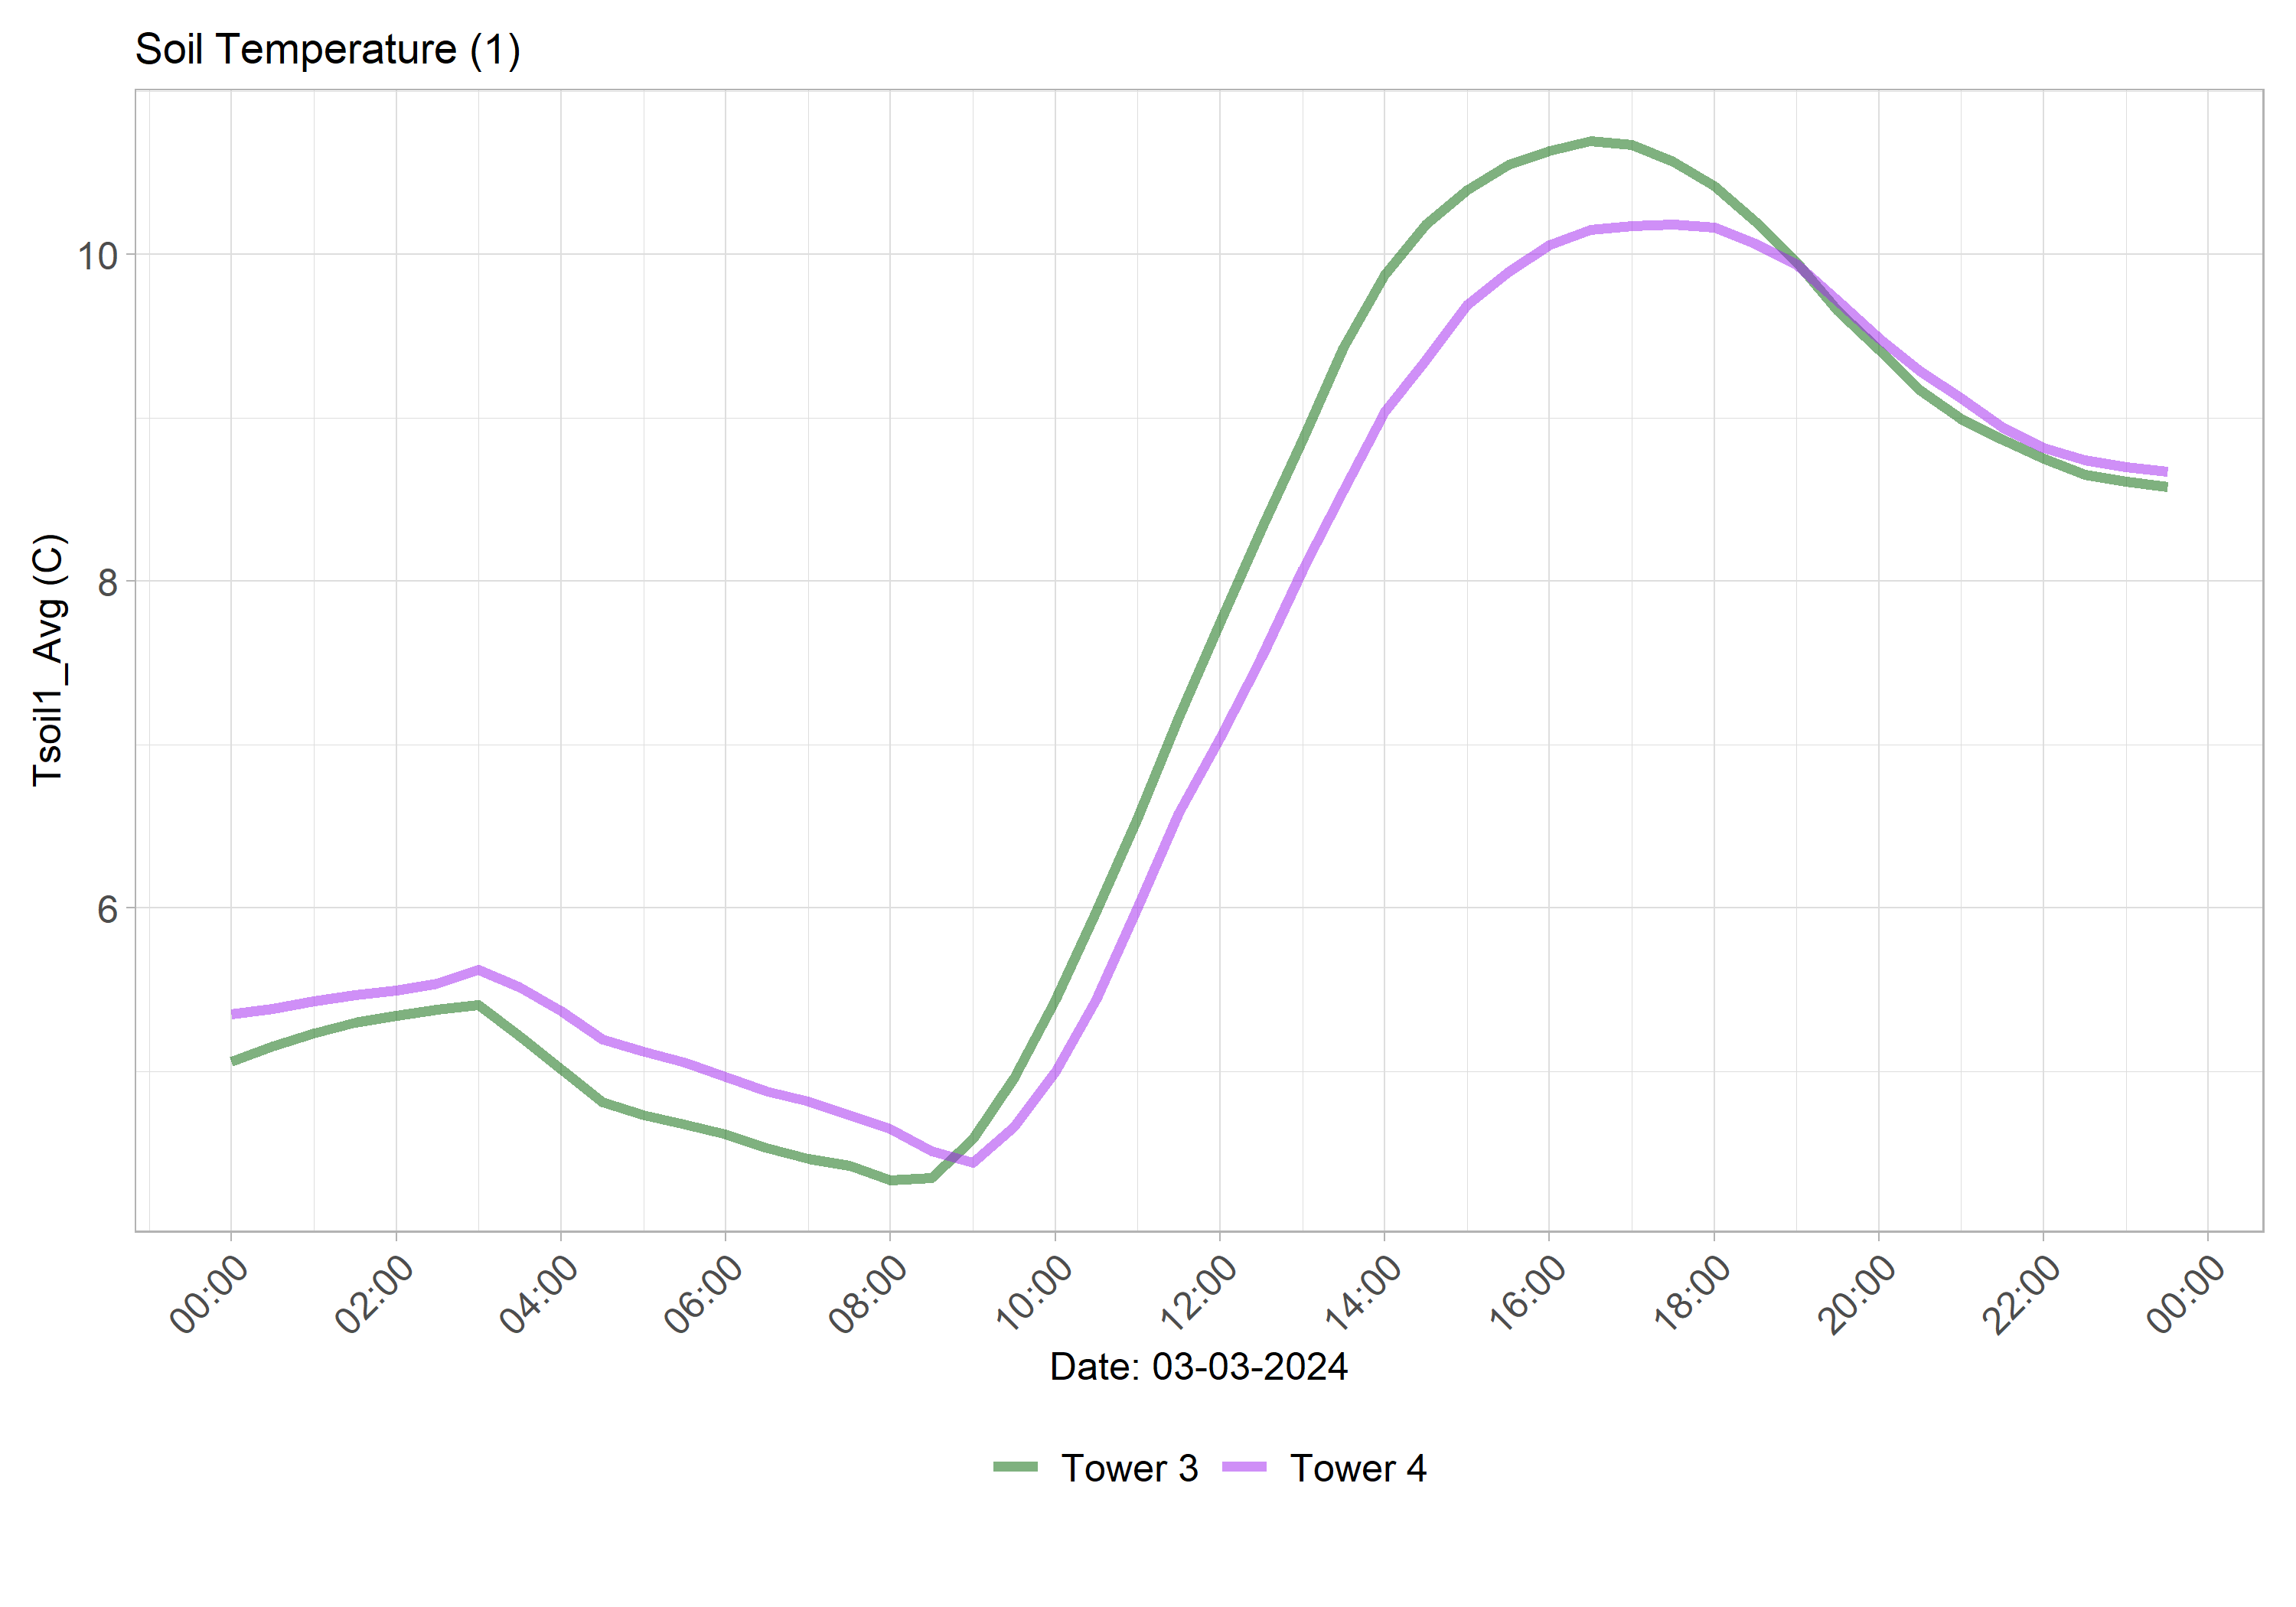 Soil Temperature (1)
Tsoil1_Avg (C)
10
8
6
00:00 02:00 04:00 06:00 08:00 10:00 12:00 14:00 16:00 18:00 20:00 22:00 00:00
Date: 03-03-2024
Tower 3 Tower 4